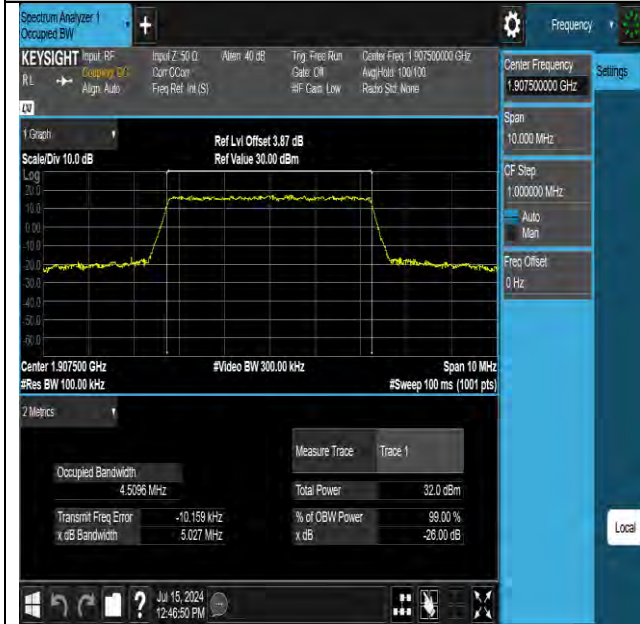 Spectrum Analyzer 1
Occupied BW
+
Frequency
KEYSIGHT
Input: RF
Coupling: DC
Align: Auto
Input Z: 50 Ω
Corr CCorr
Freq Ref: Int (S)
Atten: 40 dB
Trig: Free Run
Gate: Off
#IF Gain: Low
Center Freq: 1.907500000 GHz
Avg|Hold: 100/100
Radio Std: None
RL
LXI
Center Frequency
1.907500000 GHz
Settings
Span
10.000 MHz
CF Step
1.000000 MHz
Auto
Man
Freq Offset
0 Hz
1 Graph
Scale/Div 10.0 dB
Ref Lvl Offset 3.87 dB
Ref Value 30.00 dBm
Log
20.0
10.0
0.00
-10.0
-20.0
-30.0
-40.0
-50.0
-60.0
Center 1.907500 GHz
#Video BW 300.00 kHz
Span 10 MHz
#Res BW 100.00 kHz
#Sweep 100 ms (1001 pts)
2 Metrics
Measure Trace
Trace 1
Occupied Bandwidth
4.5096 MHz
Total Power
32.0 dBm
Transmit Freq Error
-10.159 kHz
% of OBW Power
99.00 %
x dB Bandwidth
5.027 MHz
x dB
-26.00 dB
Local
?
Jul 15, 2024
12:46:50 PM